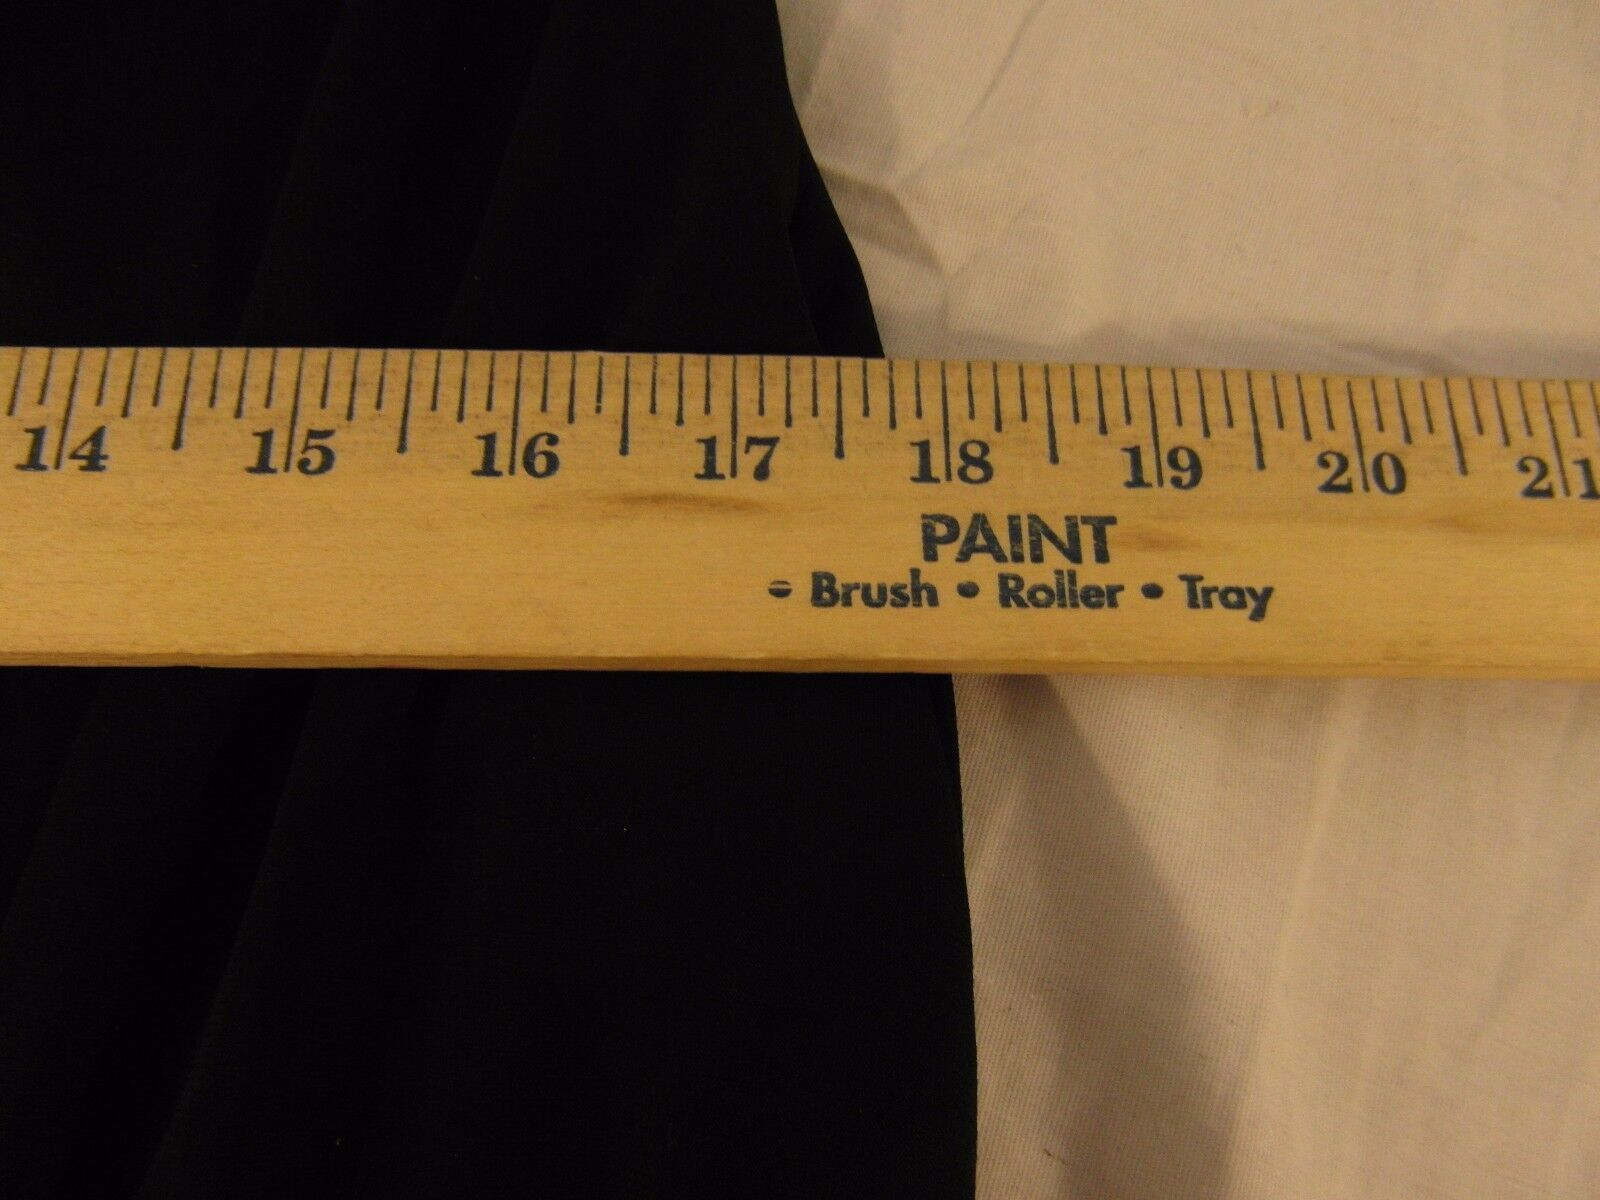 14 15 16 17 18 19 20 21
PAINT
• Brush • Roller • Tray